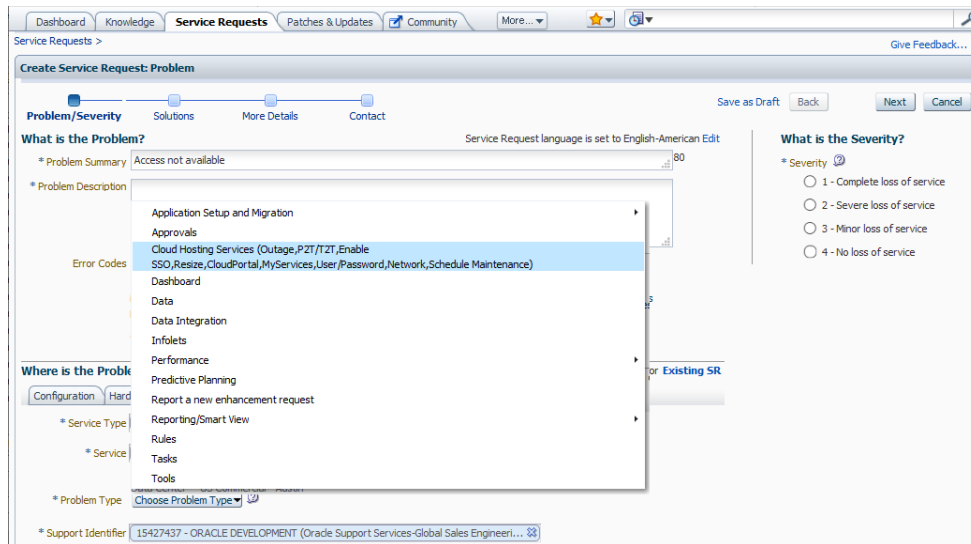 Dashboard Knowledge Service Requests Patches & Updates Community More...
Service Requests >
Give Feedback...
Create Service Request: Problem
Problem/Severity Solutions More Details Contact
Save as Draft Back Next Cancel
What is the Problem?
Service Request language is set to English-American Edit
What is the Severity?
* Problem Summary Access not available 80
* Severity
* Problem Description
1 - Complete loss of service
2 - Severe loss of service
3 - Minor loss of service
4 - No loss of service
Error Codes
Application Setup and Migration
Approvals
Cloud Hosting Services (Outage,P2T/T2T,Enable
SSO,Resize,CloudPortal,MyServices,User/Password,Network,Schedule Maintenance)
Dashboard
Data
Data Integration
Infolets
Performance
Predictive Planning
Report a new enhancement request
Reporting/Smart View
Rules
Tasks
Tools
Where is the Proble
or Existing SR
Configuration Hard
* Service Type
* Service
* Problem Type Choose Problem Type
* Support Identifier 15427437 - ORACLE DEVELOPMENT (Oracle Support Services-Global Sales Engineeri...